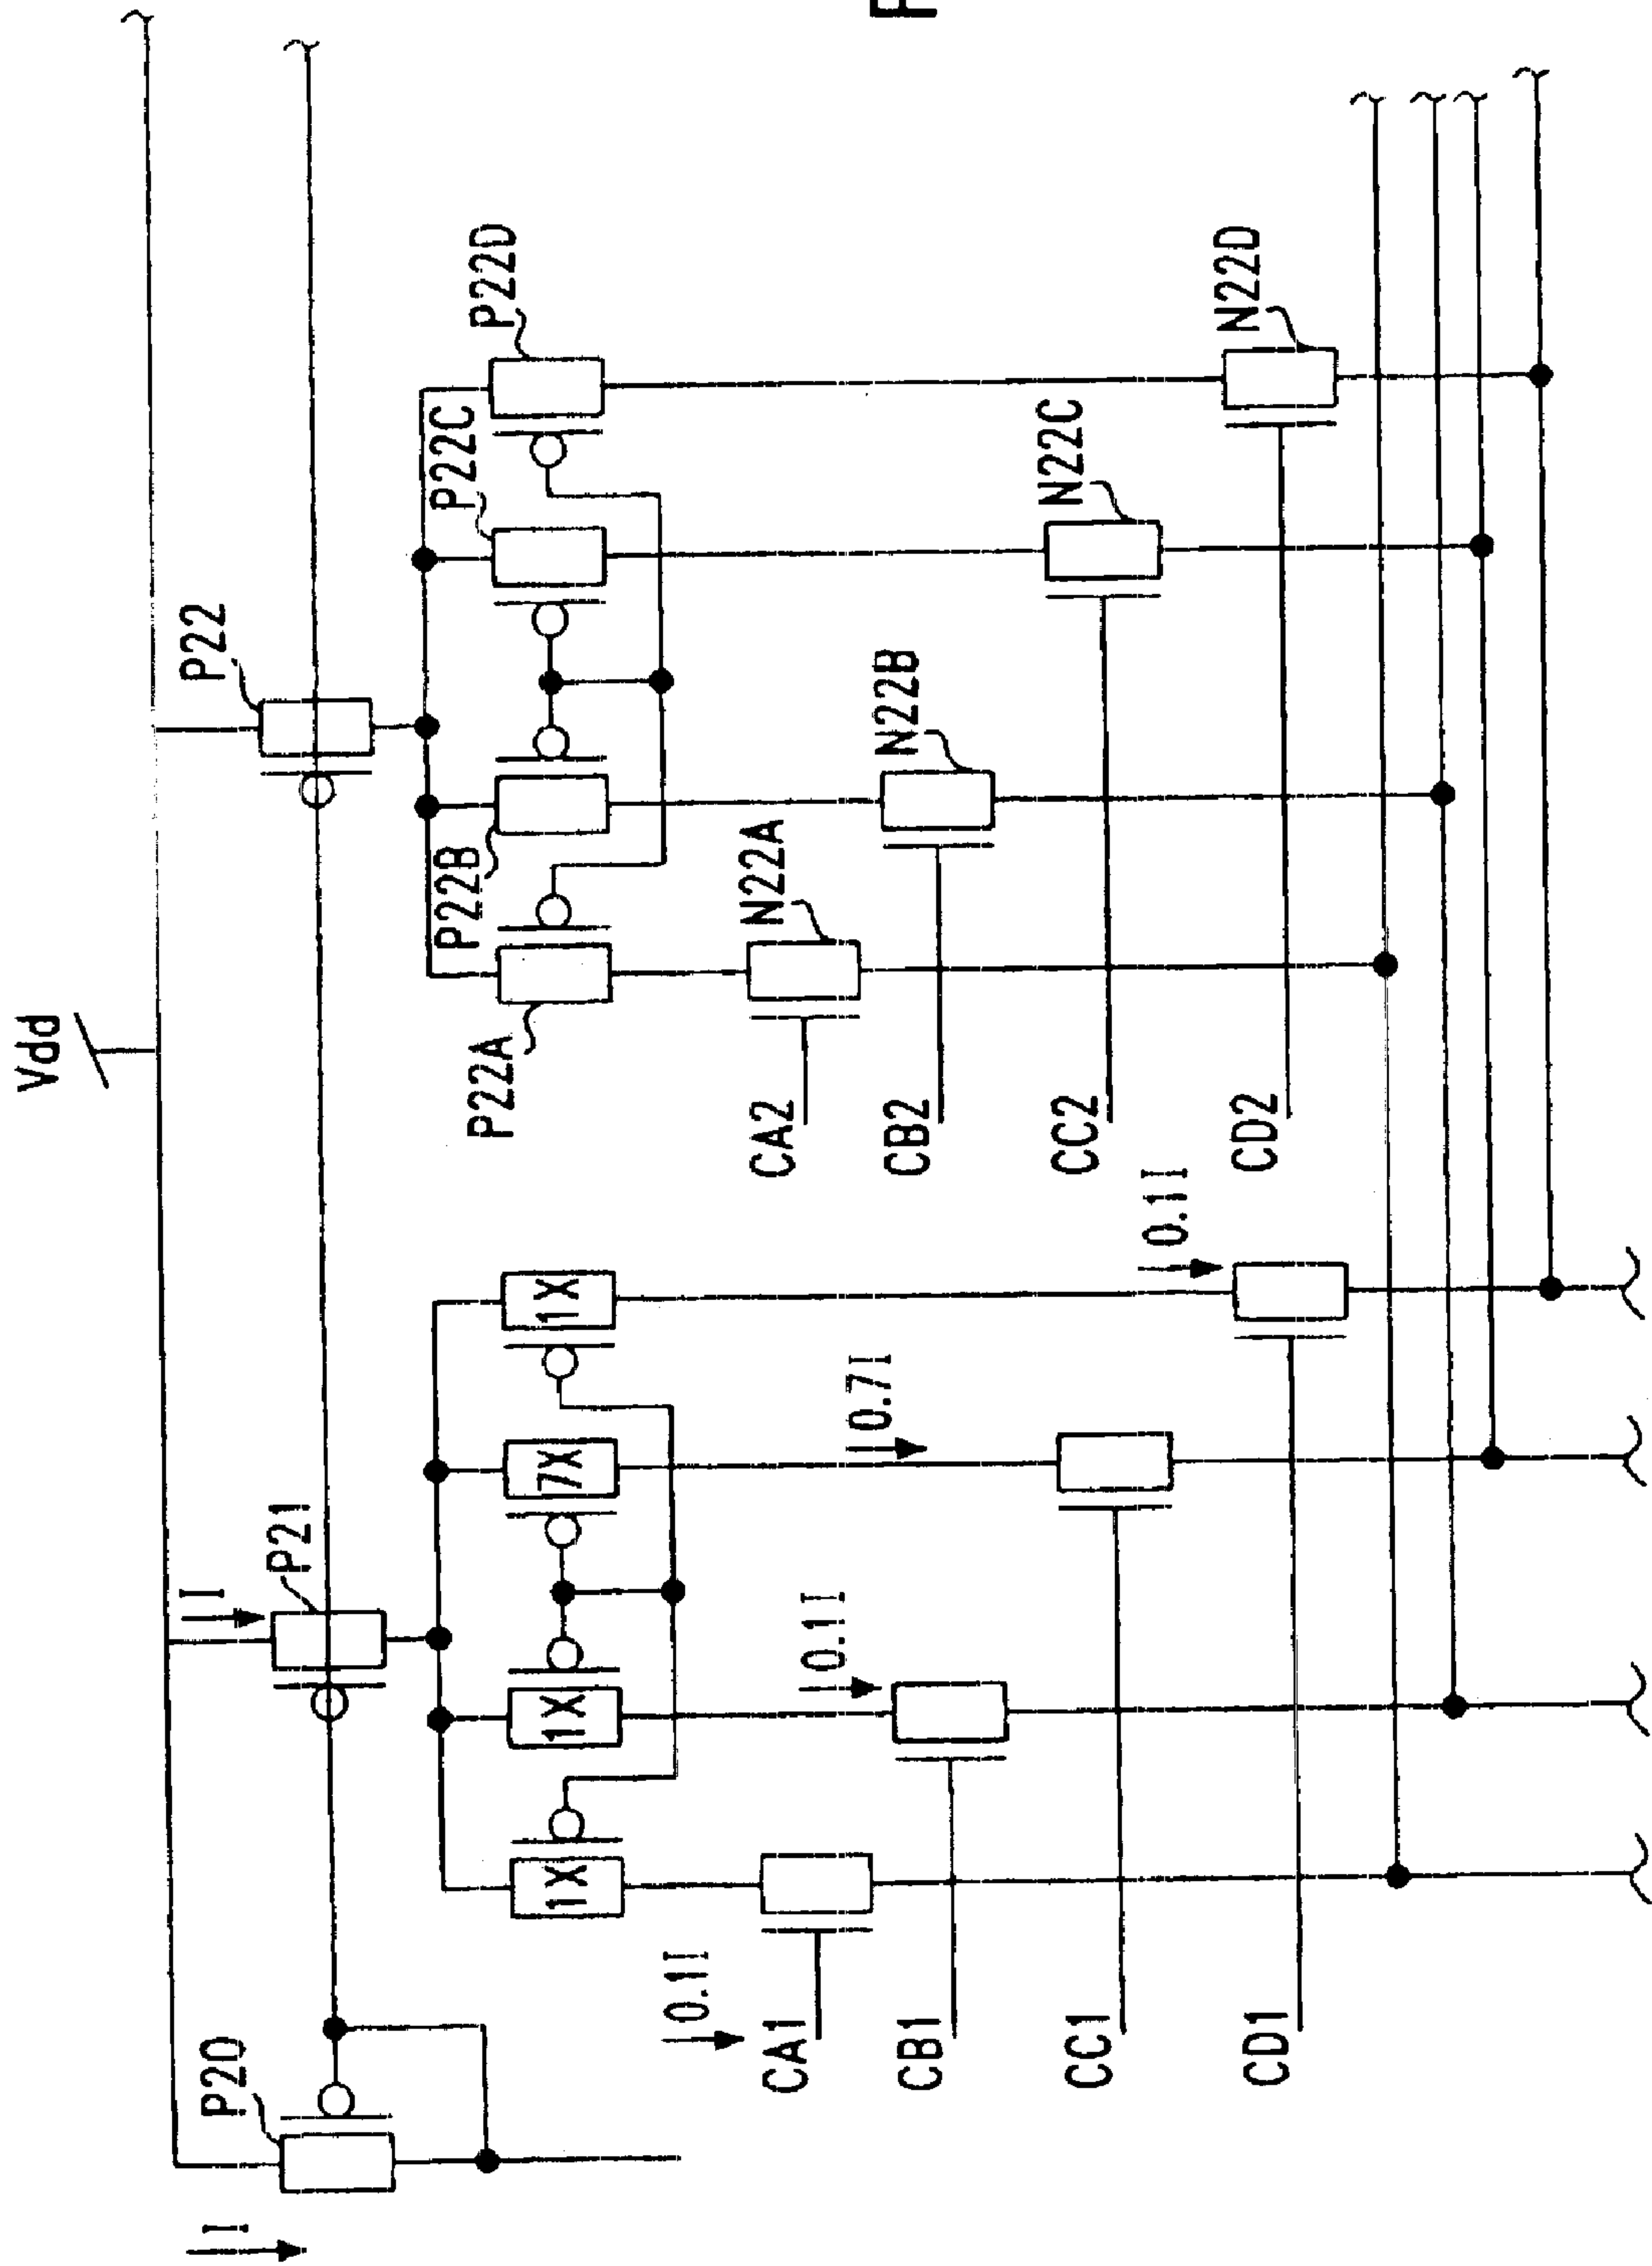 F
Vdd
I
P20
I
P21
P22
1X
1X
7X
1X
P22A
P22B
P22C
P22D
0.1I
0.1I
0.7I
0.1I
CA1
CB1
CC1
CD1
CA2
CB2
CC2
CD2
N22A
N22B
N22C
N22D